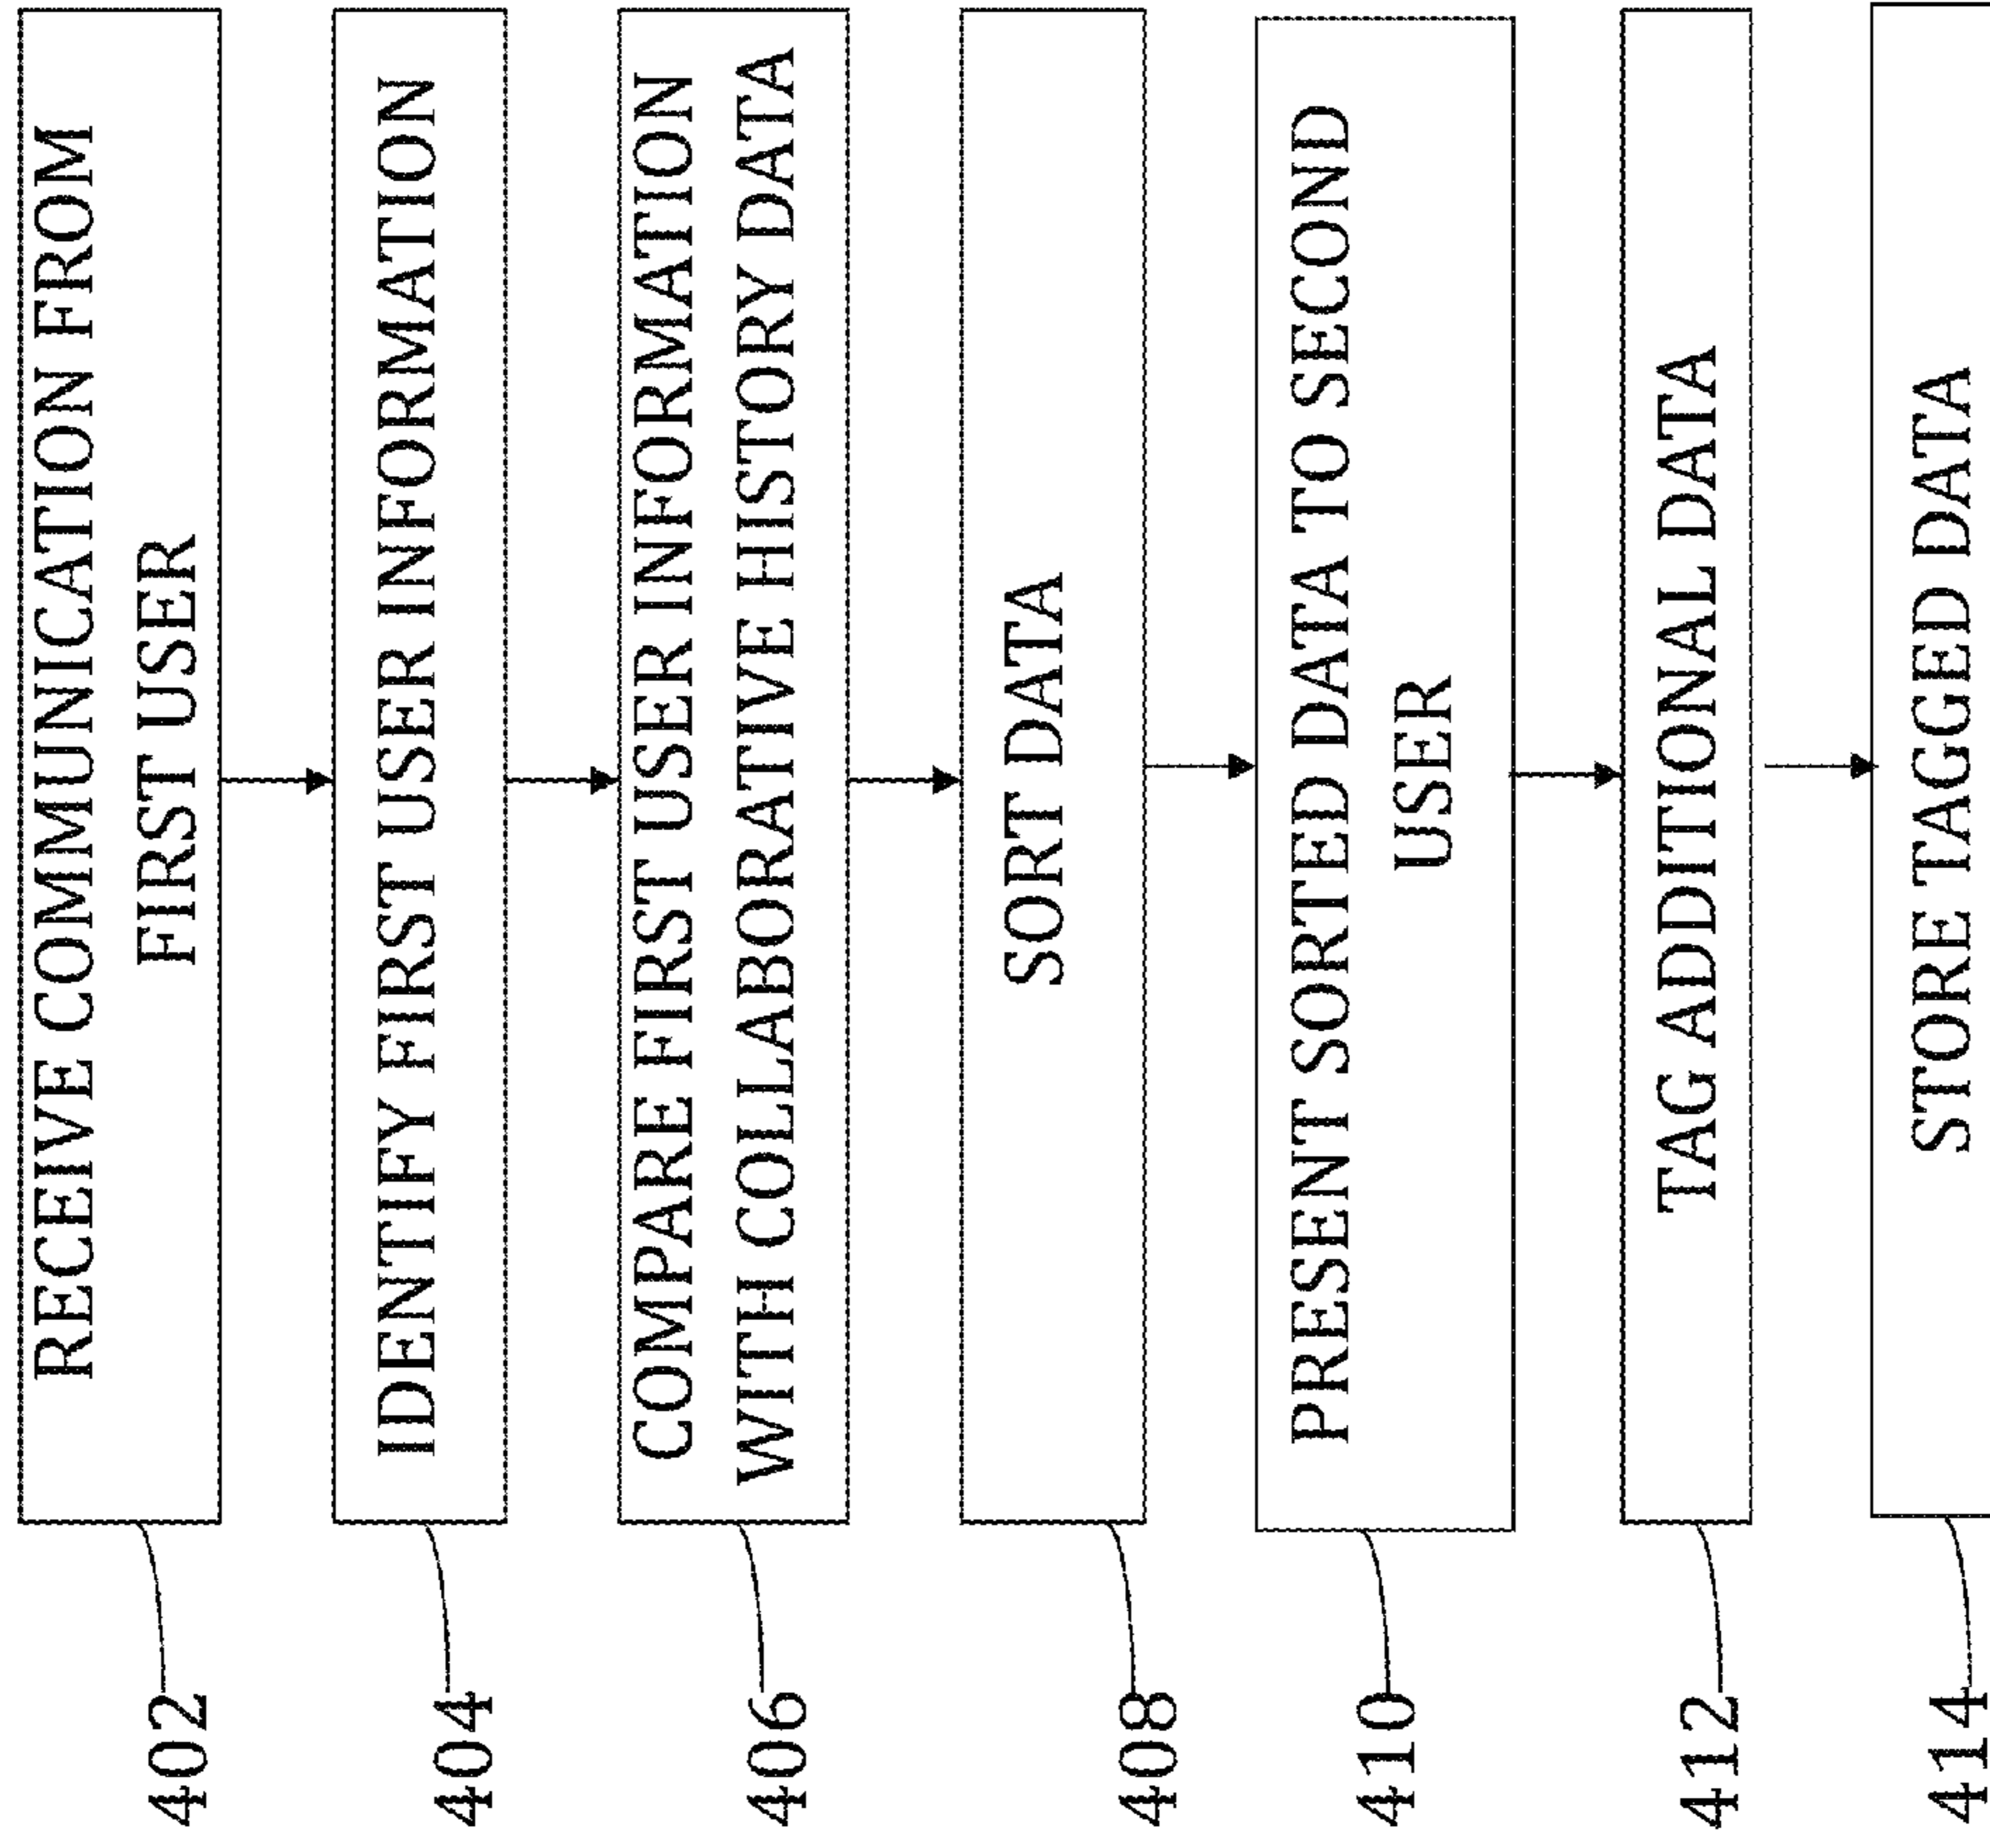 402
RECEIVE COMMUNICATION FROM
FIRST USER
404
IDENTIFY FIRST USER INFORMATION
406
COMPARE FIRST USER INFORMATION
WITH COLLABORATIVE HISTORY DATA
408
SORT DATA
410
PRESENT SORTED DATA TO SECOND
USER
412
TAG ADDITIONAL DATA
414
STORE TAGGED DATA